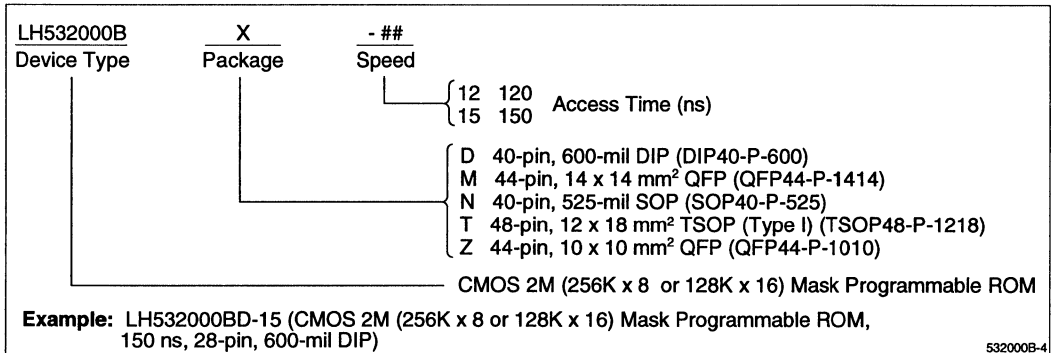 LH532000B X - ##
Device Type Package Speed
12 120
15 150
Access Time (ns)
D 40-pin, 600-mil DIP (DIP40-P-600)
M 44-pin, 14 x 14 mm² QFP (QFP44-P-1414)
N 40-pin, 525-mil SOP (SOP40-P-525)
T 48-pin, 12 x 18 mm² TSOP (Type I) (TSOP48-P-1218)
Z 44-pin, 10 x 10 mm² QFP (QFP44-P-1010)
CMOS 2M (256K x 8 or 128K x 16) Mask Programmable ROM
Example: LH532000BD-15 (CMOS 2M (256K x 8 or 128K x 16) Mask Programmable ROM,
150 ns, 28-pin, 600-mil DIP)
532000B-4